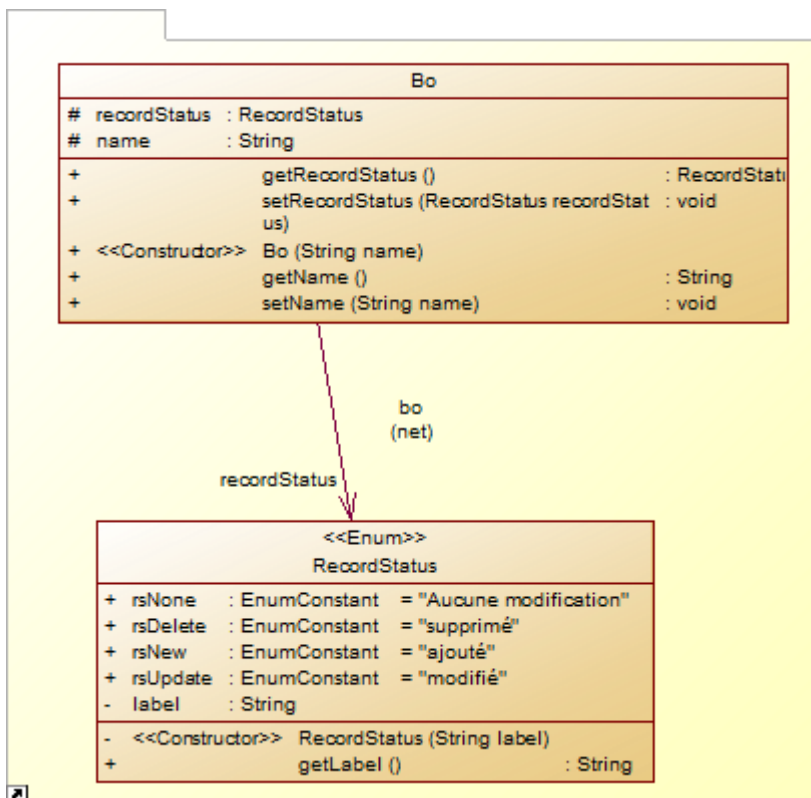 Bo
# recordStatus : RecordStatus
# name : String
+ getRecordStatus () : RecordStatu
+ setRecordStatus (RecordStatus recordStat : void
us)
+ <<Constructor>> Bo (String name)
+ getName () : String
+ setName (String name) : void
bo
(net)
recordStatus
<<Enum>>
RecordStatus
+ rsNone : EnumConstant = "Aucune modification"
+ rsDelete : EnumConstant = "supprimé"
+ rsNew : EnumConstant = "ajouté"
+ rsUpdate : EnumConstant = "modifié"
- label : String
- <<Constructor>> RecordStatus (String label)
+ getLabel () : String